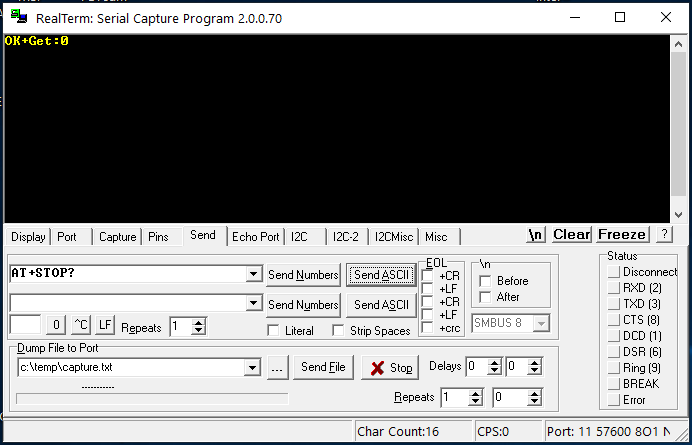 RealTerm: Serial Capture Program 2.0.0.70
OK+Get:0
Display Port Capture Pins Send Echo Port I2C I2C-2 I2CMisc Misc \n Clear Freeze ?
AT+STOP? Send Numbers Send ASCII
Send Numbers Send ASCII
0 ^C LF Repeats 1 Literal Strip Spaces
EOL
+CR
+LF
+CR
+LF
+crc
\n
Before
After
SMBUS 8
Dump File to Port
c:\temp\capture.txt ... Send File Stop Delays 0 0
Repeats 1 0
Status
Disconnect
RXD (2)
TXD (3)
CTS (8)
DCD (1)
DSR (6)
Ring (9)
BREAK
Error
Char Count:16 CPS:0 Port: 11 57600 8O1 N